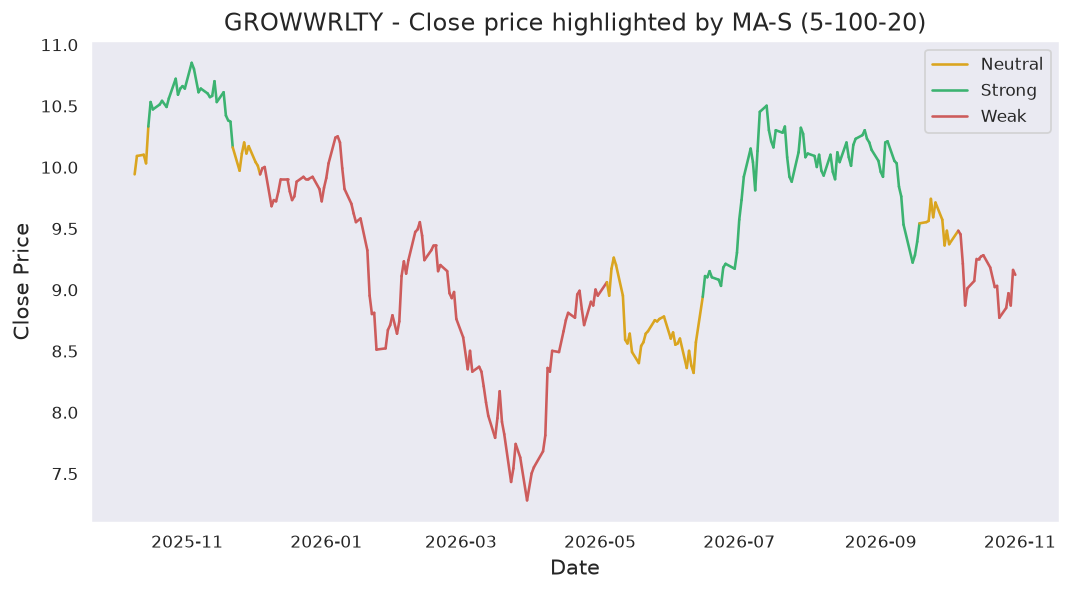 GROWWRLTY - Close price highlighted by MA-S (5-100-20)
Neutral
Strong
Weak
Close Price
11.0
10.5
10.0
9.5
9.0
8.5
8.0
7.5
2025-11
2026-01
2026-03
2026-05
2026-07
2026-09
2026-11
Date